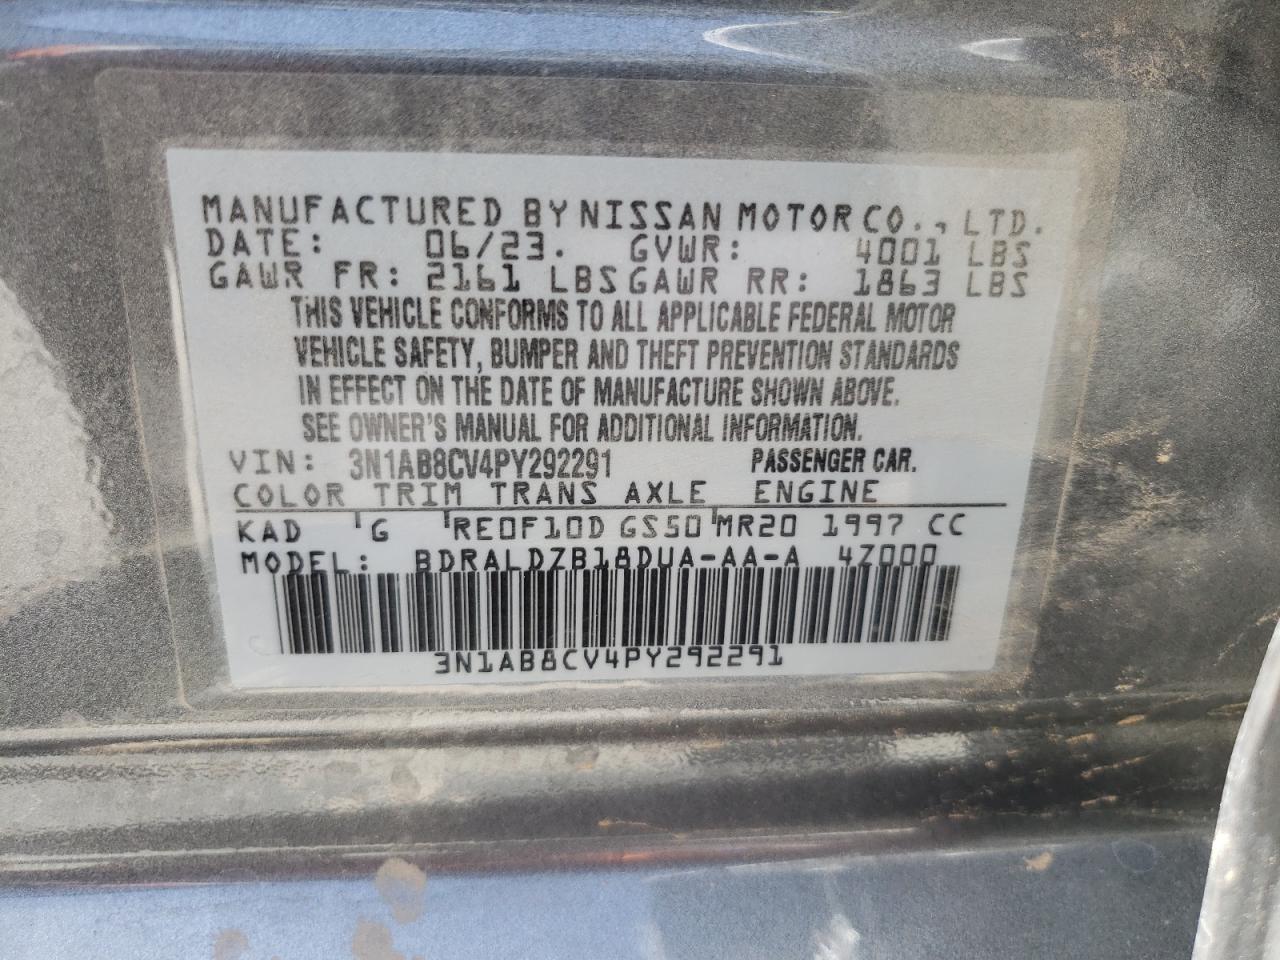 MANUFACTURED BY NISSAN MOTOR CO., LTD.
DATE: 06/23. GVWR: 4001 LBS
GAWR FR: 2161 LBS GAWR RR: 1863 LBS
THIS VEHICLE CONFORMS TO ALL APPLICABLE FEDERAL MOTOR
VEHICLE SAFETY, BUMPER AND THEFT PREVENTION STANDARDS
IN EFFECT ON THE DATE OF MANUFACTURE SHOWN ABOVE.
SEE OWNER'S MANUAL FOR ADDITIONAL INFORMATION.
VIN: 3N1AB8CV4PY292291 PASSENGER CAR.
COLOR TRIM TRANS AXLE ENGINE
KAD G RE0F10D GS50 MR20 1997 CC
MODEL: BDRALDZB18DUA-AA-A 4Z000
3N1AB8CV4PY292291